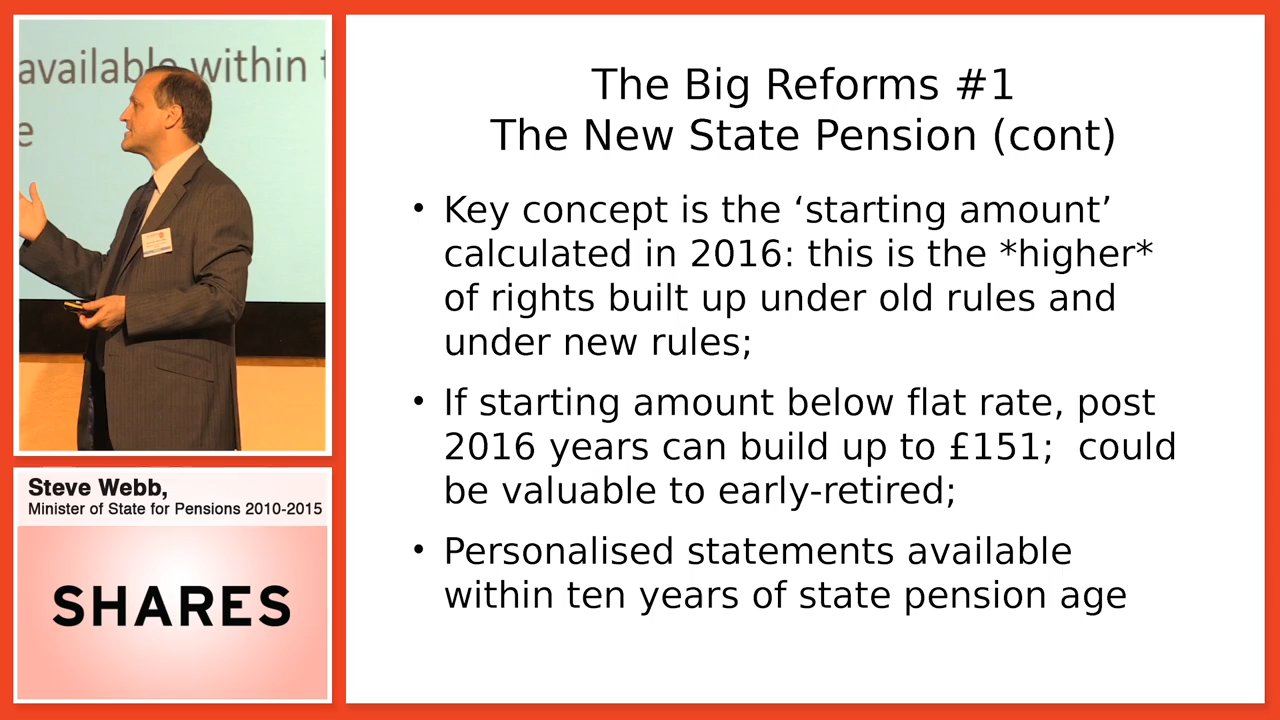 available within t
e
Steve Webb,
Minister of State for Pensions 2010-2015
SHARES
The Big Reforms #1
The New State Pension (cont)
• Key concept is the ‘starting amount’
calculated in 2016: this is the *higher*
of rights built up under old rules and
under new rules;
• If starting amount below flat rate, post
2016 years can build up to £151;  could
be valuable to early-retired;
• Personalised statements available
within ten years of state pension age